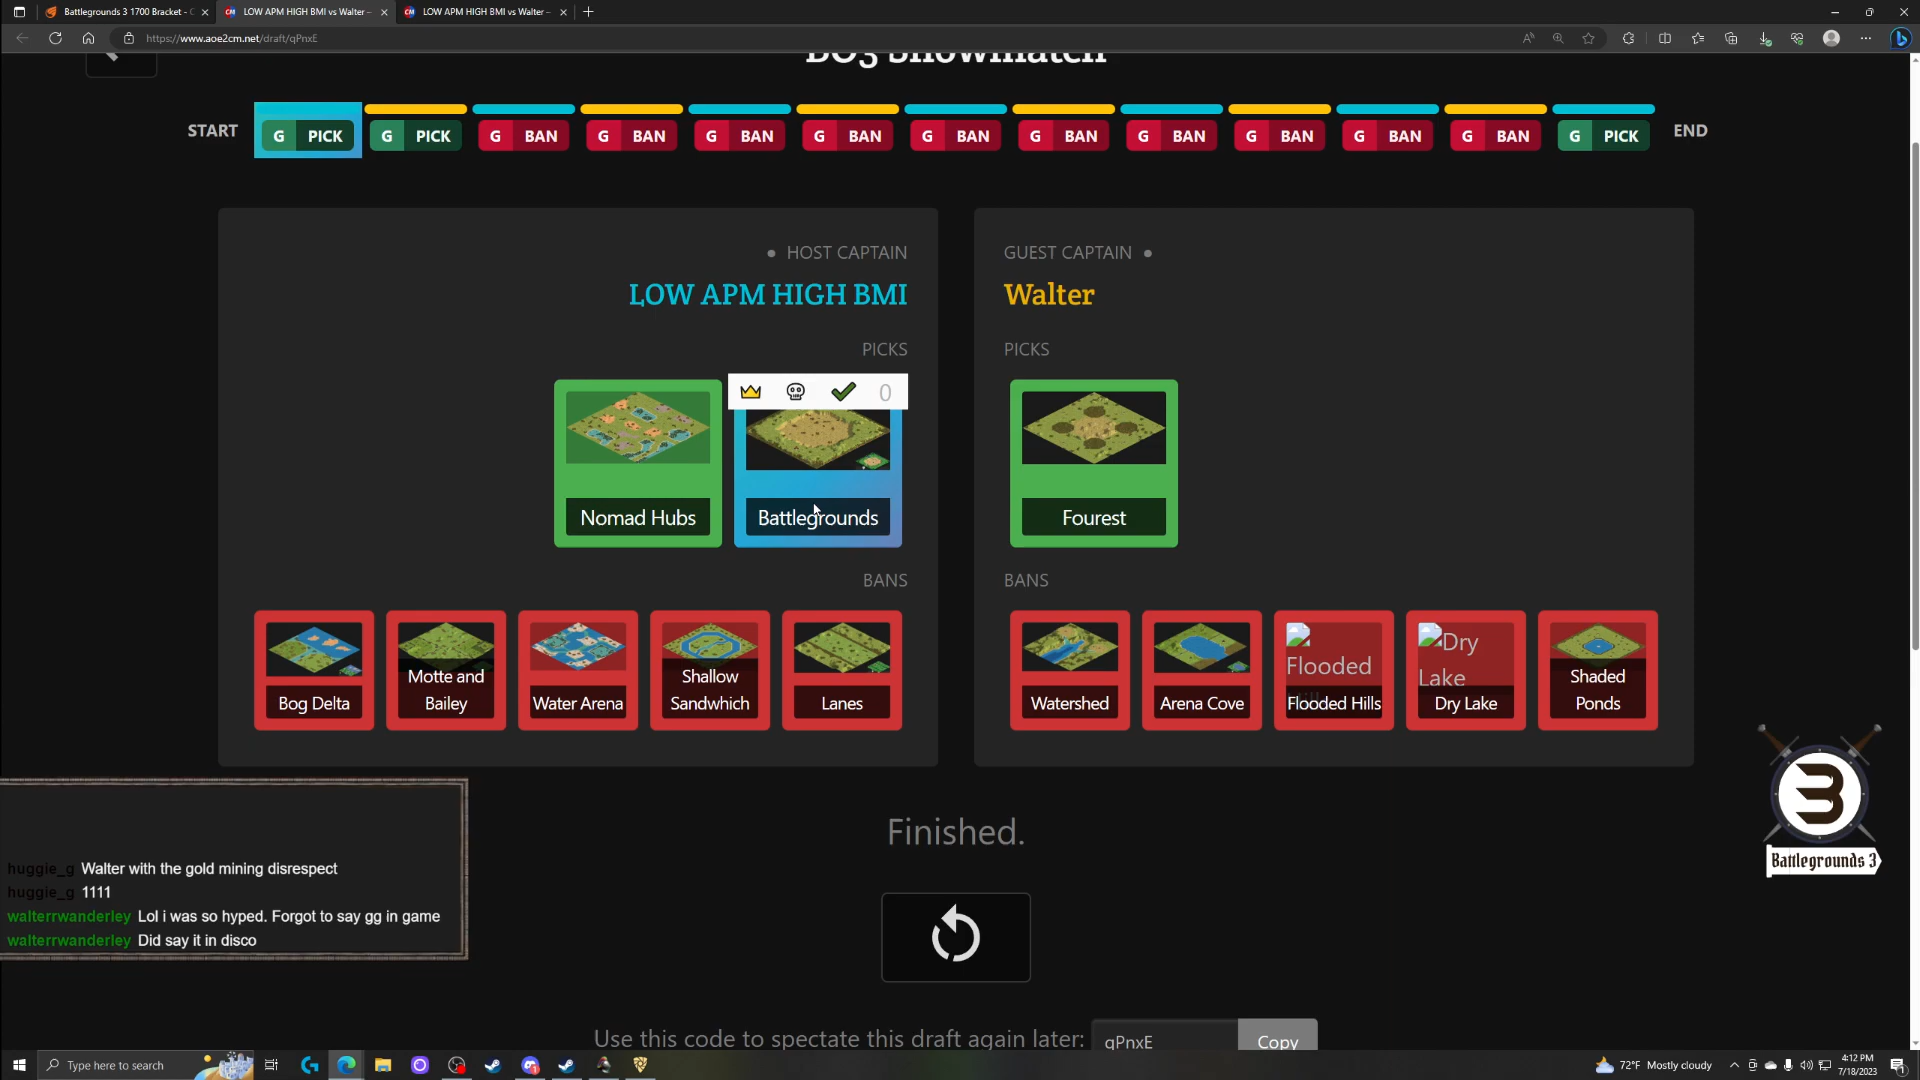 Battlegrounds 3 1700 Bracket - C
LOW APM HIGH BMI vs Walter -
LOW APM HIGH BMI vs Walter -
https://www.aoe2cm.net/draft/qPnxE
BO3 Showmatch
START
G PICK
G PICK
G BAN
G BAN
G BAN
G BAN
G BAN
G BAN
G BAN
G BAN
G BAN
G BAN
G PICK
END
HOST CAPTAIN
LOW APM HIGH BMI
PICKS
0
Nomad Hubs
Battlegrounds
BANS
Bog Delta
Motte and
Bailey
Water Arena
Shallow
Sandwhich
Lanes
GUEST CAPTAIN
Walter
PICKS
Fourest
BANS
Watershed
Arena Cove
Flooded
Flooded Hills
Dry
Lake
Dry Lake
Shaded
Ponds
3
Battlegrounds 3
huggie_g Walter with the gold mining disrespect
huggie_g 1111
walterrwanderley Lol i was so hyped. Forgot to say gg in game
walterrwanderley Did say it in disco
Finished.
Use this code to spectate this draft again later: qPnxE Copy
Type here to search
72°F Mostly cloudy
4:12 PM
7/18/2023